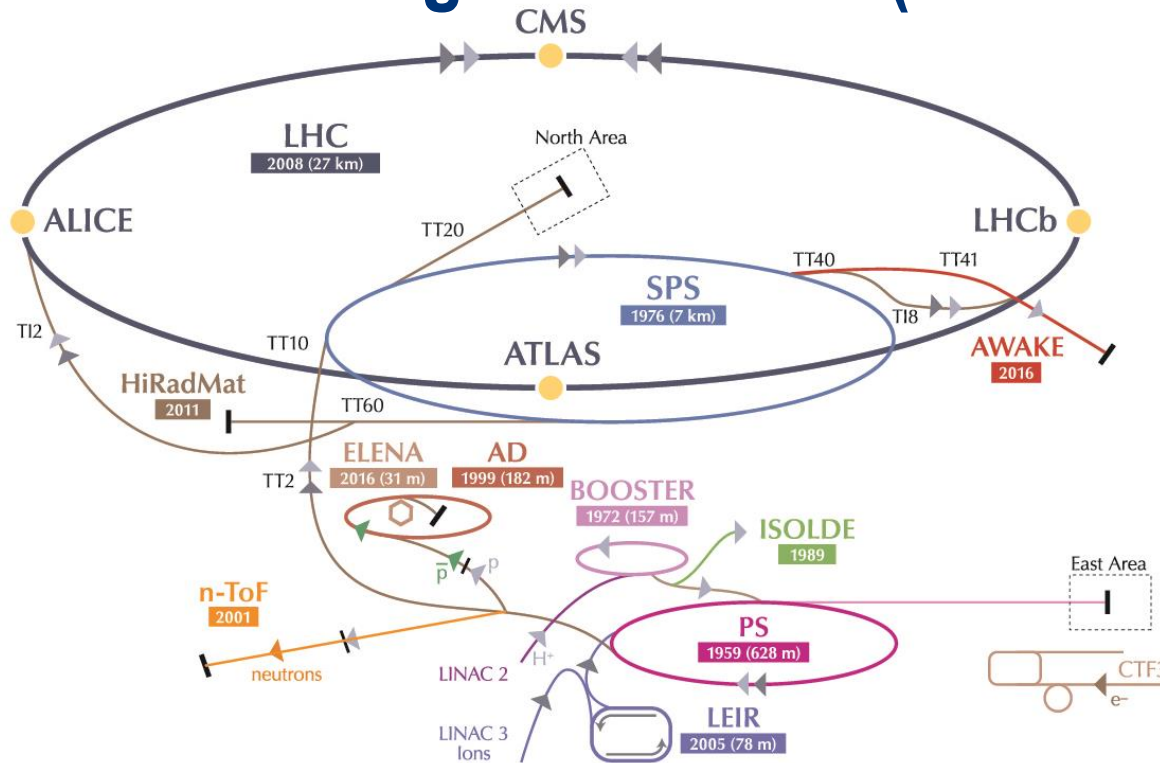 CMS
LHC
2008 (27 km)
North Area
ALICE
LHCb
TT20
TT40
TT41
SPS
1976 (7 km)
TI8
TI2
TT10
ATLAS
AWAKE
2016
HiRadMat
2011
TT60
ELENA
2016 (31 m)
AD
1999 (182 m)
TT2
BOOSTER
1972 (157 m)
ISOLDE
1989
p
p̅
East Area
n-ToF
2001
PS
1959 (628 m)
neutrons
H⁺
LINAC 2
CTF3
e⁻
LEIR
2005 (78 m)
LINAC 3
Ions